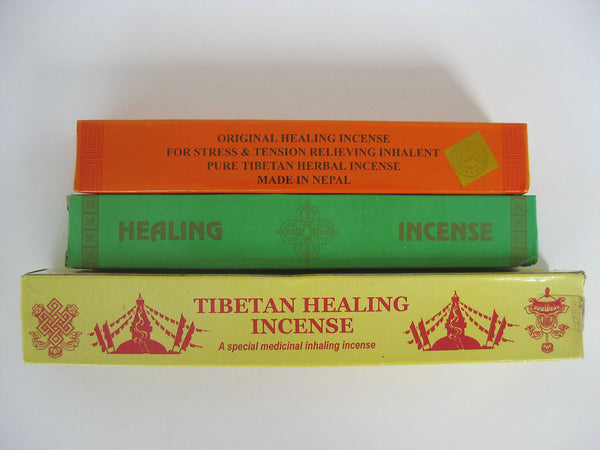 ORIGINAL HEALING INCENSE
FOR STRESS & TENSION RELIEVING INHALENT
PURE TIBETAN HERBAL INCENSE
MADE IN NEPAL
HEALING INCENSE
TIBETAN HEALING
INCENSE
A special medicinal inhaling incense